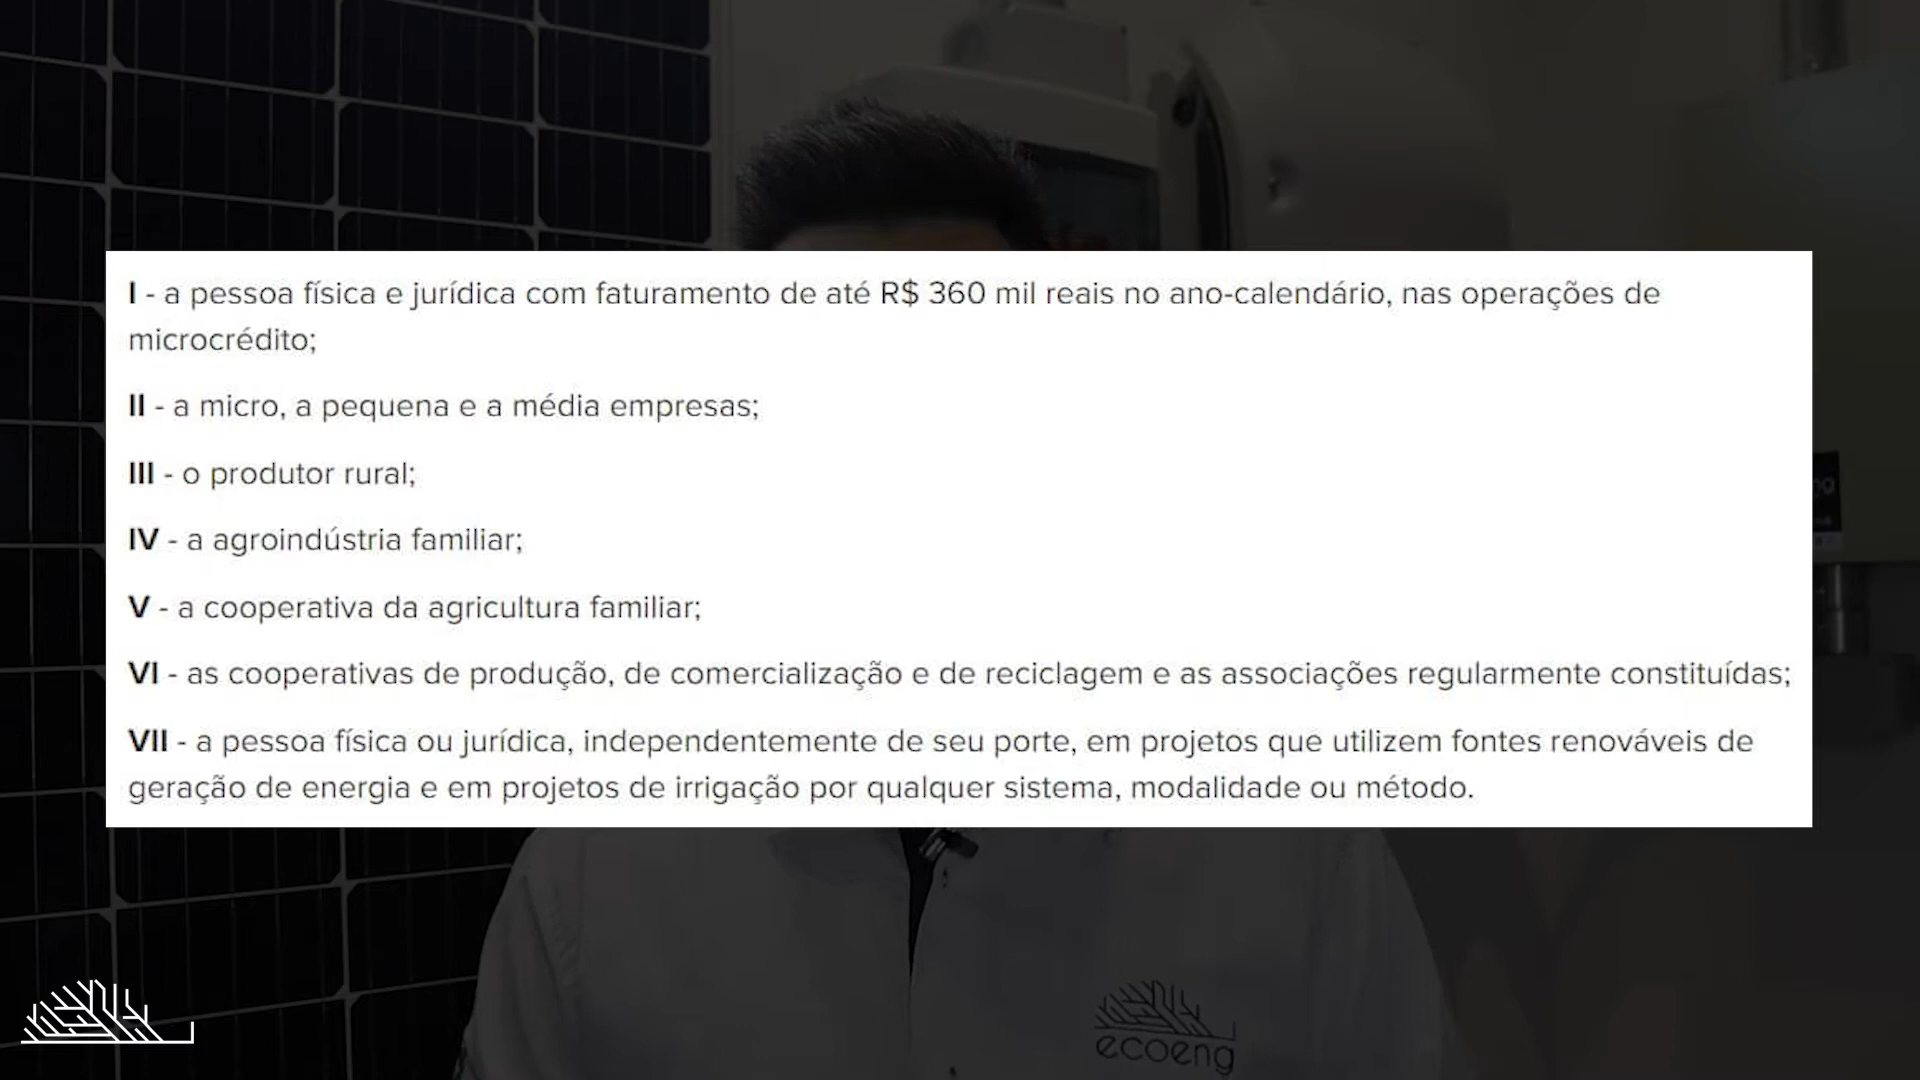 I - a pessoa física e jurídica com faturamento de até R$ 360 mil reais no ano-calendário, nas operações de
microcrédito;
II - a micro, a pequena e a média empresas;
III - o produtor rural;
IV - a agroindústria familiar;
V - a cooperativa da agricultura familiar;
VI - as cooperativas de produção, de comercialização e de reciclagem e as associações regularmente constituídas;
VII - a pessoa física ou jurídica, independentemente de seu porte, em projetos que utilizem fontes renováveis de
geração de energia e em projetos de irrigação por qualquer sistema, modalidade ou método.
ecoeng